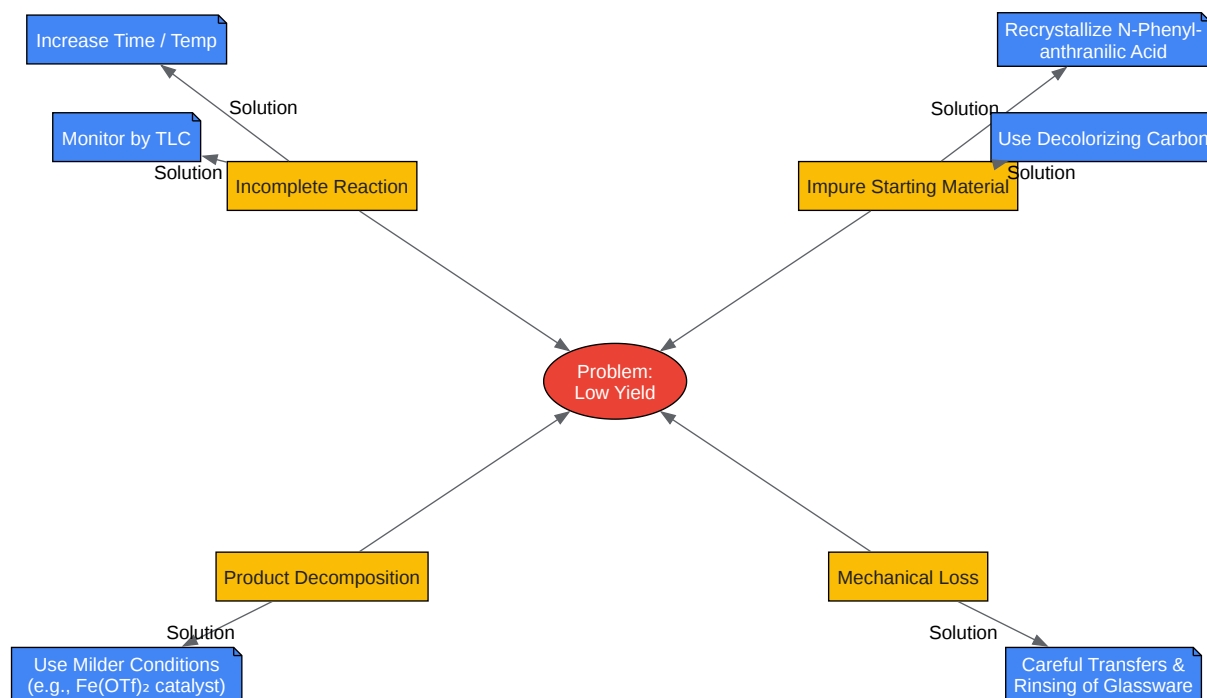 Increase Time / Temp
Recrystallize N-Phenyl-
anthranilic Acid
Solution
Solution
Monitor by TLC
Use Decolorizing Carbon
Solution
Solution
Incomplete Reaction
Impure Starting Material
Problem:
Low Yield
Product Decomposition
Mechanical Loss
Solution
Solution
Use Milder Conditions
(e.g., Fe(OTf)₂ catalyst)
Careful Transfers &
Rinsing of Glassware